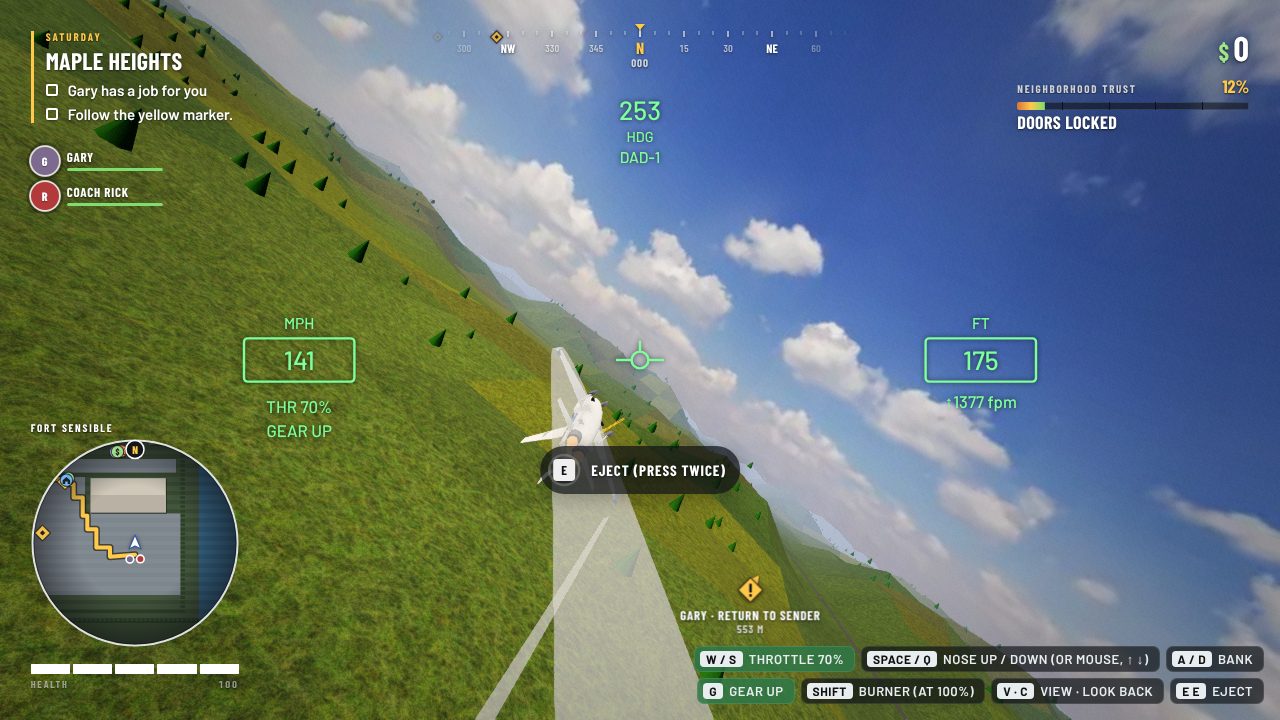 SATURDAY
MAPLE HEIGHTS
Gary has a job for you
Follow the yellow marker.
G GARY
R COACH RICK
300 NW 330 345 N 15 30 NE 60
000
253
HDG
DAD-1
$0
NEIGHBORHOOD TRUST 12%
DOORS LOCKED
MPH
141
THR 70%
GEAR UP
FT
175
↑1377 fpm
E EJECT (PRESS TWICE)
FORT SENSIBLE
$ N
HEALTH 100
GARY · RETURN TO SENDER
553 M
W / S THROTTLE 70% SPACE / Q NOSE UP / DOWN (OR MOUSE, ↑ ↓) A / D BANK
G GEAR UP SHIFT BURNER (AT 100%) V · C VIEW · LOOK BACK E E EJECT